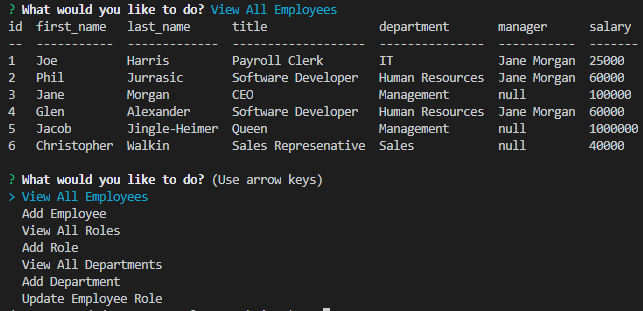 ? What would you like to do? View All Employees
id first_name last_name title department manager salary
-- ----------- ------------- ------------------- --------------- ----------- -------
1 Joe Harris Payroll Clerk IT Jane Morgan 25000
2 Phil Jurrasic Software Developer Human Resources Jane Morgan 60000
3 Jane Morgan CEO Management null 100000
4 Glen Alexander Software Developer Human Resources Jane Morgan 60000
5 Jacob Jingle-Heimer Queen Management null 1000000
6 Christopher Walkin Sales Represenative Sales null 40000
? What would you like to do? (Use arrow keys)
> View All Employees
Add Employee
View All Roles
Add Role
View All Departments
Add Department
Update Employee Role